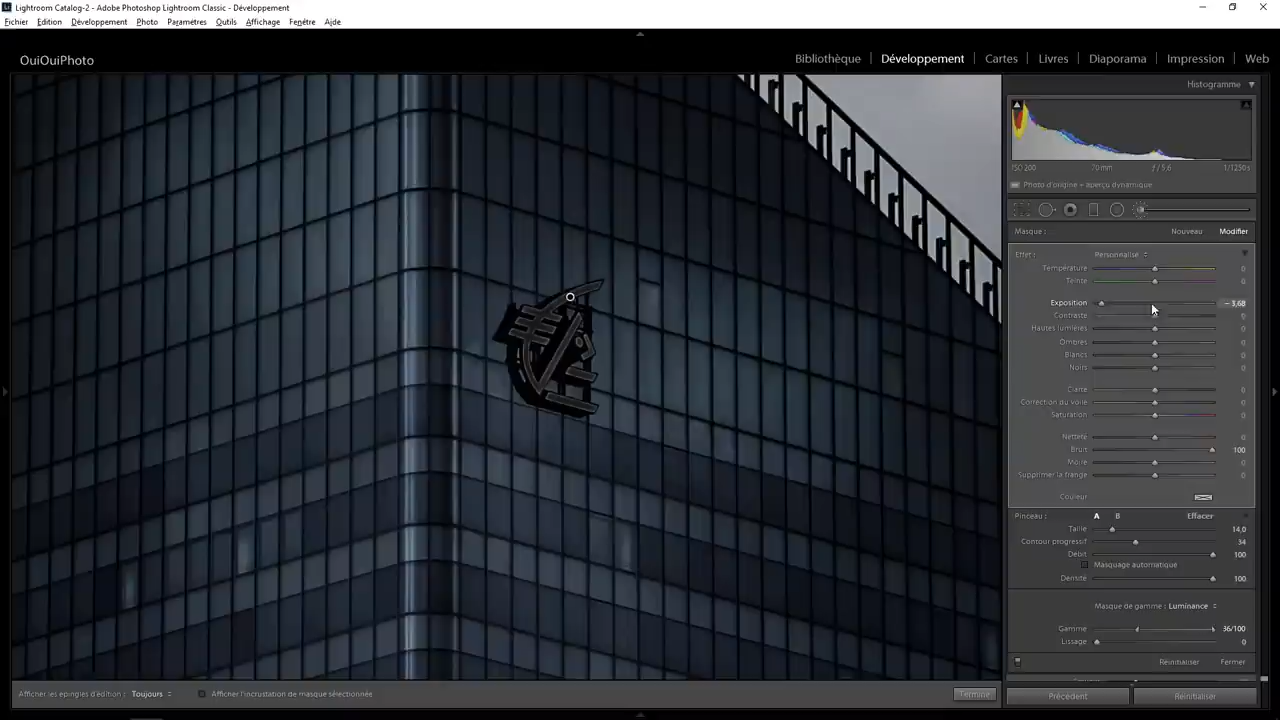 Lightroom Catalog-2 - Adobe Photoshop Lightroom Classic - Développement
Fichier Edition Développement Photo Paramètres Outils Affichage Fenêtre Aide
OuiOuiPhoto
Bibliothèque | Développement | Cartes | Livres | Diaporama | Impression | Web
Histogramme
ISO 200 70 mm ƒ / 5,6 1/1250 s
Photo d'origine + aperçu dynamique
Masque : Nouveau Modifier
Effet : Personnalisé
Température 0
Teinte 0
Exposition – 3,68
Contraste 0
Hautes lumières 0
Ombres 0
Blancs 0
Noirs 0
Clarté 0
Correction du voile 0
Saturation 0
Netteté 0
Bruit 100
Moiré 0
Supprimer la frange 0
Couleur
Pinceau : A B Effacer
Taille 14,0
Contour progressif 34
Débit 100
Masquage automatique
Densité 100
Masque de gamme : Luminance
Gamme 36/100
Lissage 0
Réinitialiser Fermer
Afficher les épingles d'édition : Toujours Afficher l'incrustation de masque sélectionnée Terminé
Précédent Réinitialiser